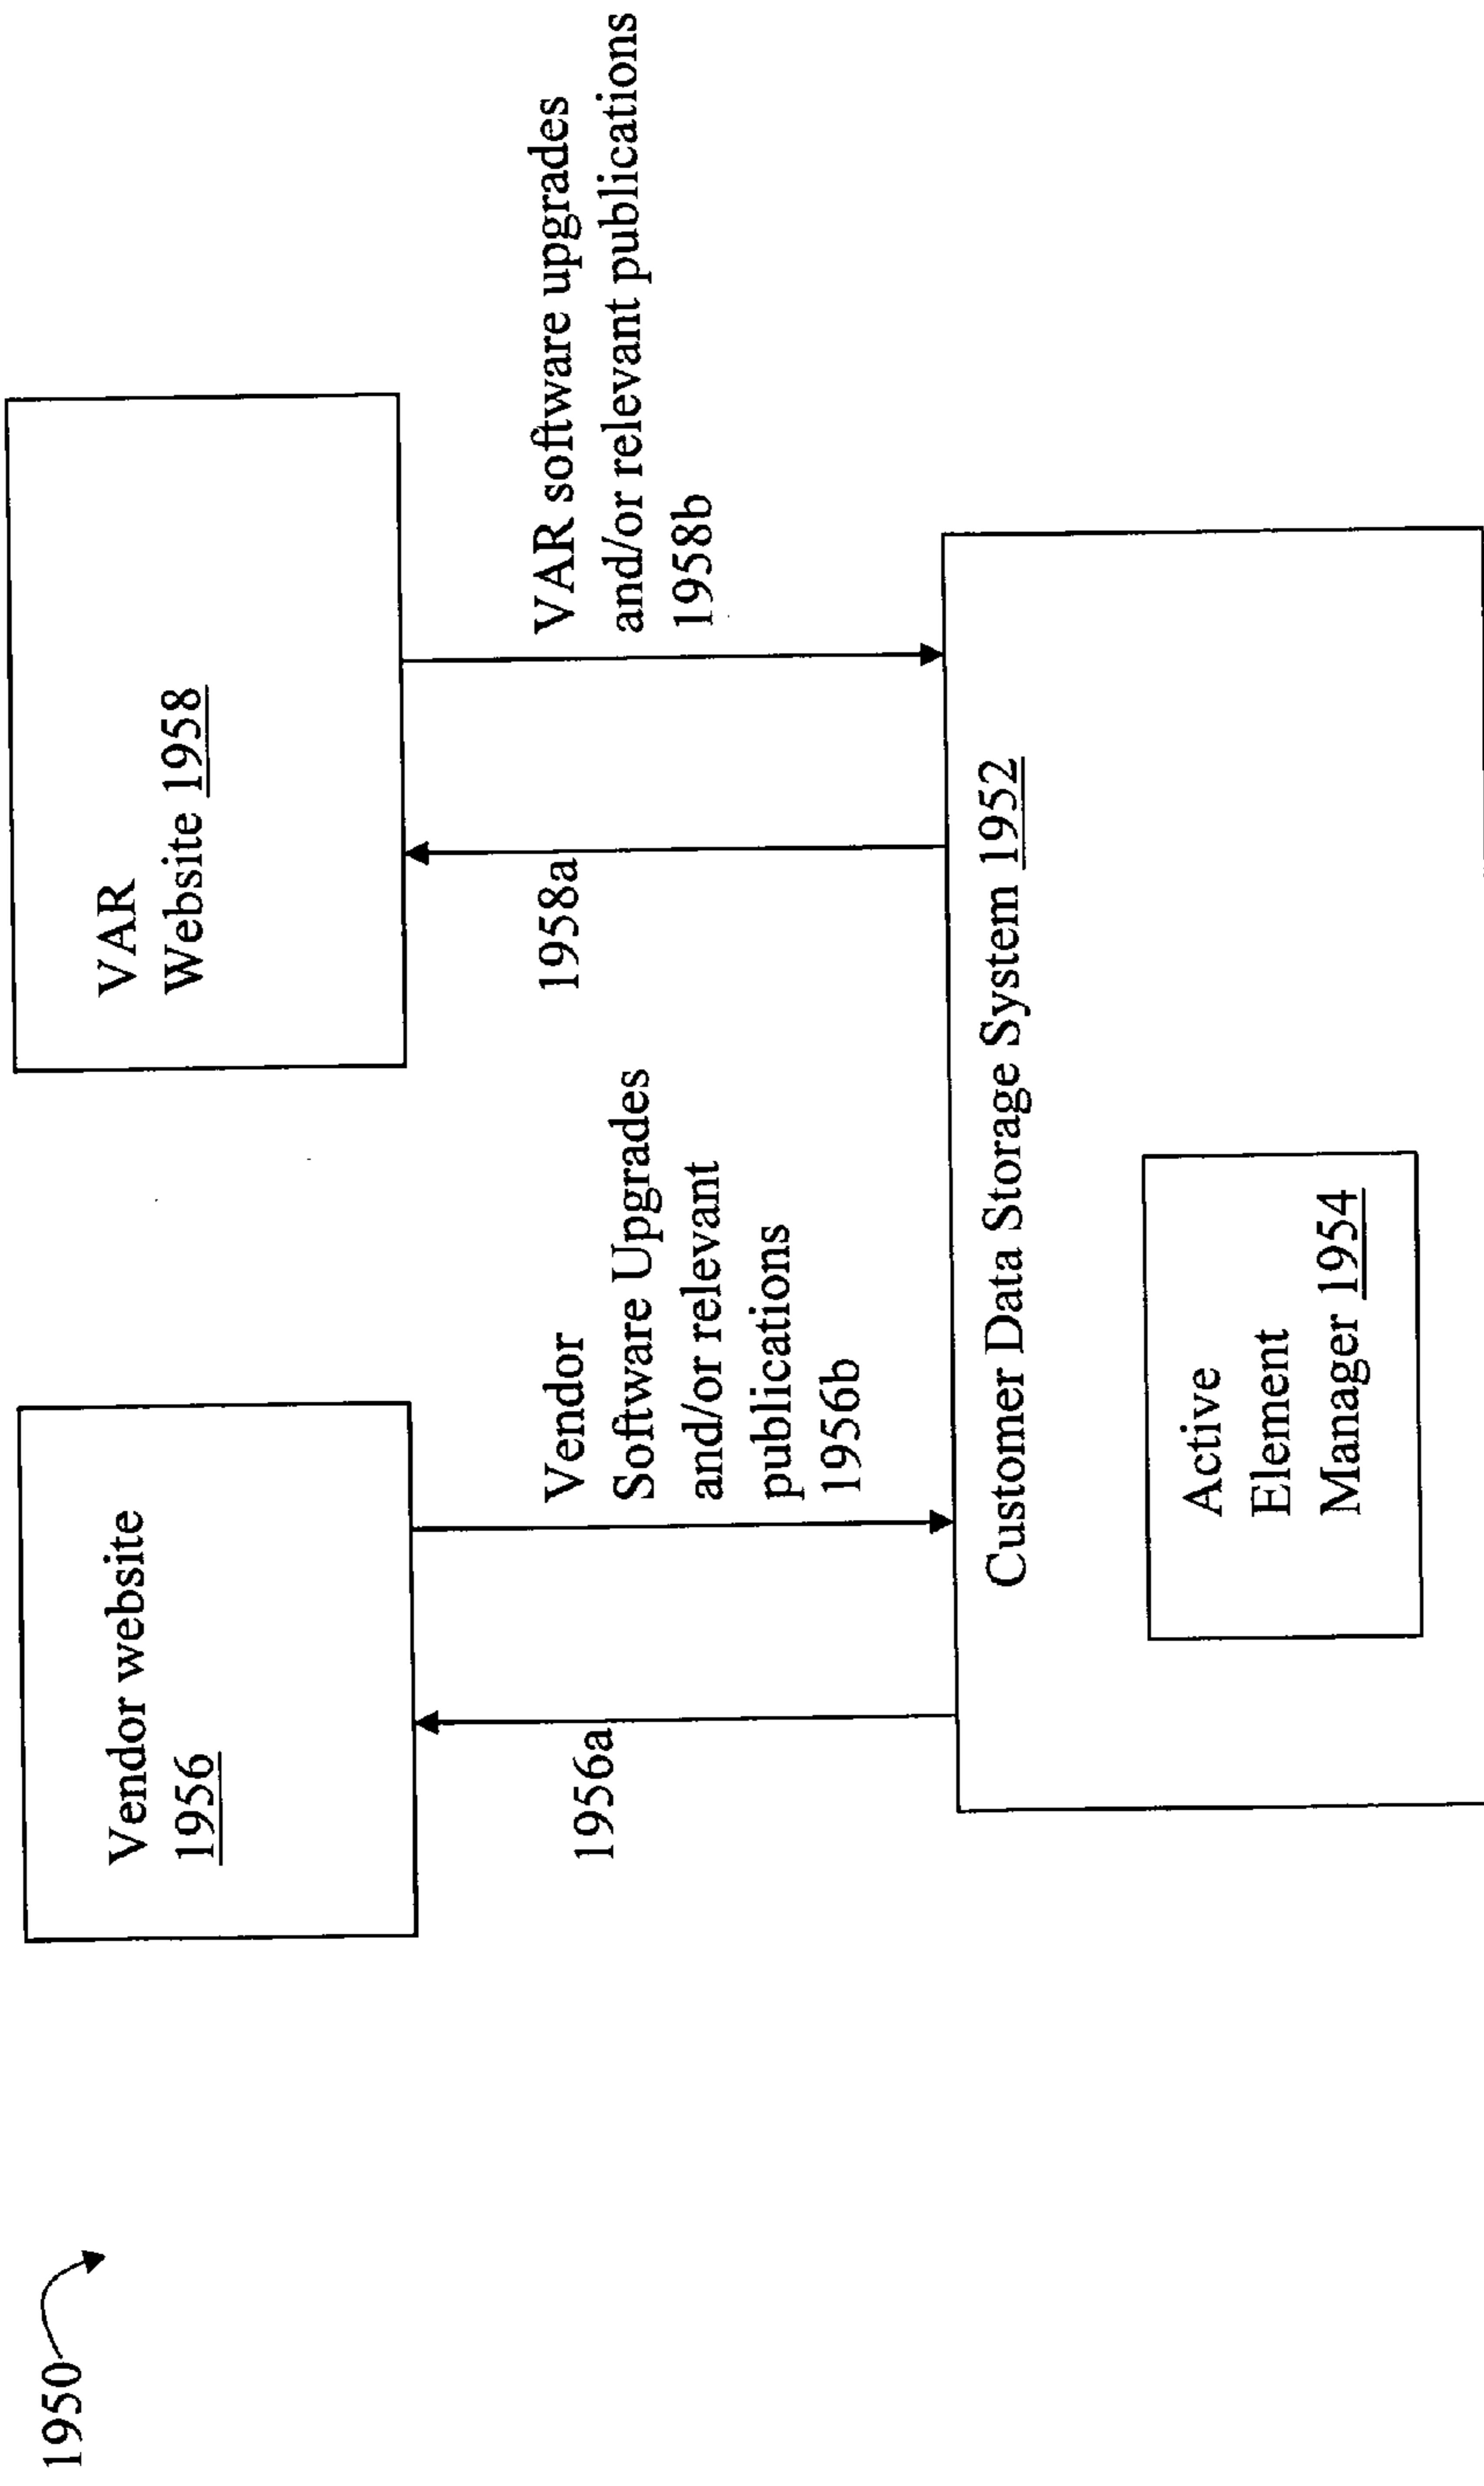 1950
Vendor website
1956
VAR
Website 1958
1956a
Vendor
Software Upgrades
and/or relevant
publications
1956b
1958a
VAR software upgrades
and/or relevant publications
1958b
Customer Data Storage System 1952
Active
Element
Manager 1954